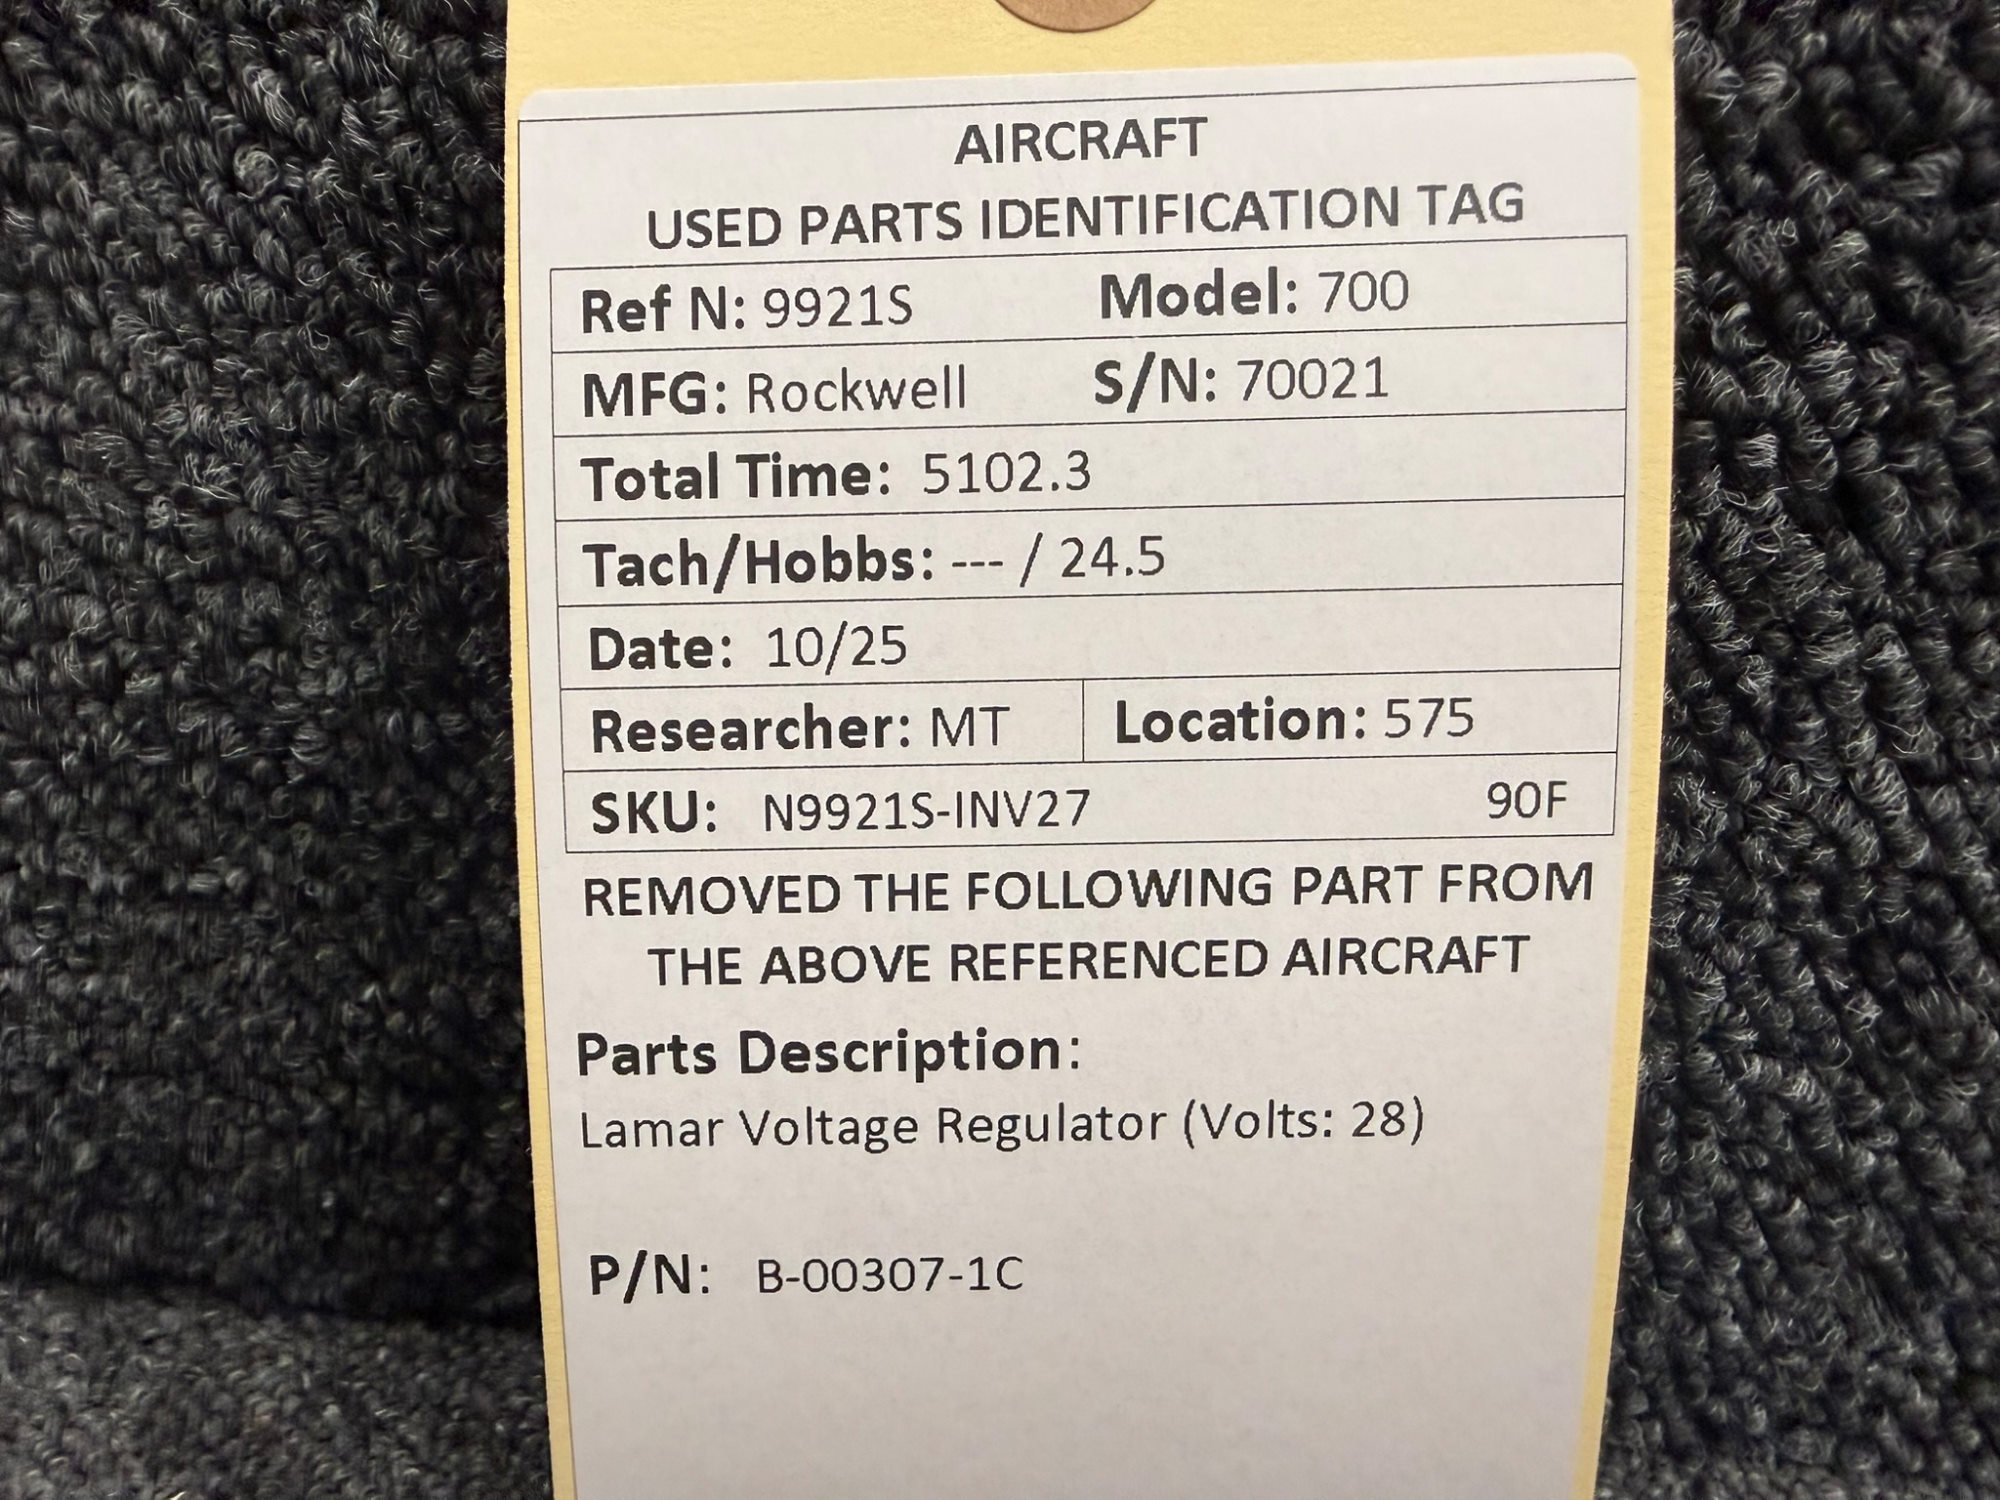 AIRCRAFT
USED PARTS IDENTIFICATION TAG
Ref N: 9921S Model: 700
MFG: Rockwell S/N: 70021
Total Time: 5102.3
Tach/Hobbs: --- / 24.5
Date: 10/25
Researcher: MT Location: 575
SKU: N9921S-INV27 90F
REMOVED THE FOLLOWING PART FROM
THE ABOVE REFERENCED AIRCRAFT
Parts Description:
Lamar Voltage Regulator (Volts: 28)
P/N: B-00307-1C